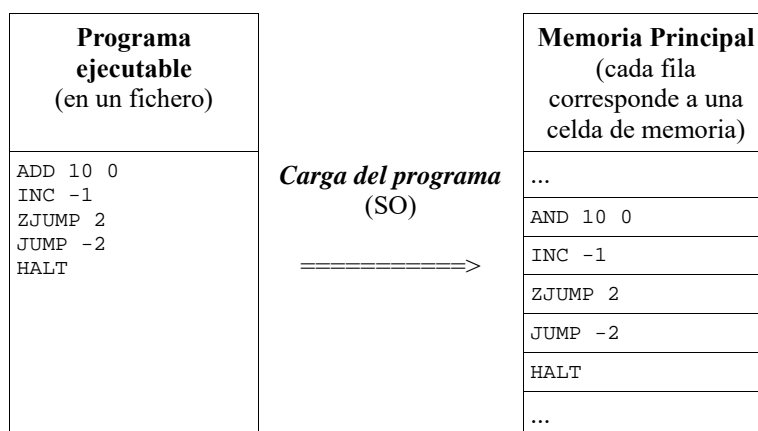 Programa
ejecutable
(en un fichero)
ADD 10 0
INC -1
ZJUMP 2
JUMP -2
HALT
Carga del programa
(SO)
===========>
Memoria Principal
(cada fila
corresponde a una
celda de memoria)
...
AND 10 0
INC -1
ZJUMP 2
JUMP -2
HALT
...